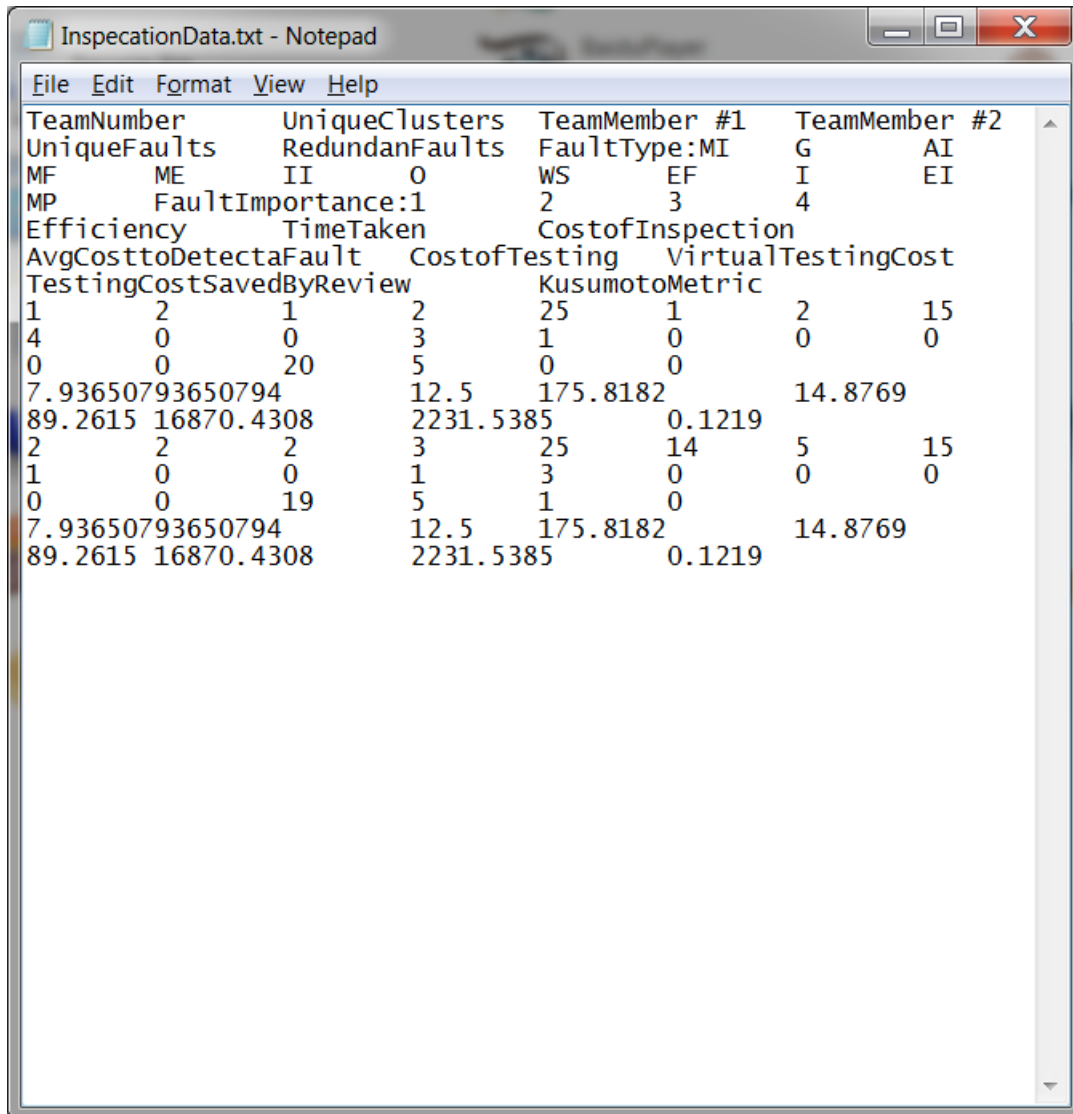 InspecationData.txt - Notepad
BaiduPlayer
File Edit Format View Help
TeamNumber UniqueClusters TeamMember #1 TeamMember #2
UniqueFaults RedundanFaults FaultType:MI G AI
MF ME II O WS EF I EI
MP FaultImportance:1 2 3 4
Efficiency TimeTaken CostofInspection
AvgCosttoDetectaFault CostofTesting VirtualTestingCost
TestingCostSavedByReview KusumotoMetric
1 2 1 2 25 1 2 15
4 0 0 3 1 0 0 0
0 0 20 5 0 0
7.93650793650794 12.5 175.8182 14.8769
89.2615 16870.4308 2231.5385 0.1219
2 2 2 3 25 14 5 15
1 0 0 1 3 0 0 0
0 0 19 5 1 0
7.93650793650794 12.5 175.8182 14.8769
89.2615 16870.4308 2231.5385 0.1219